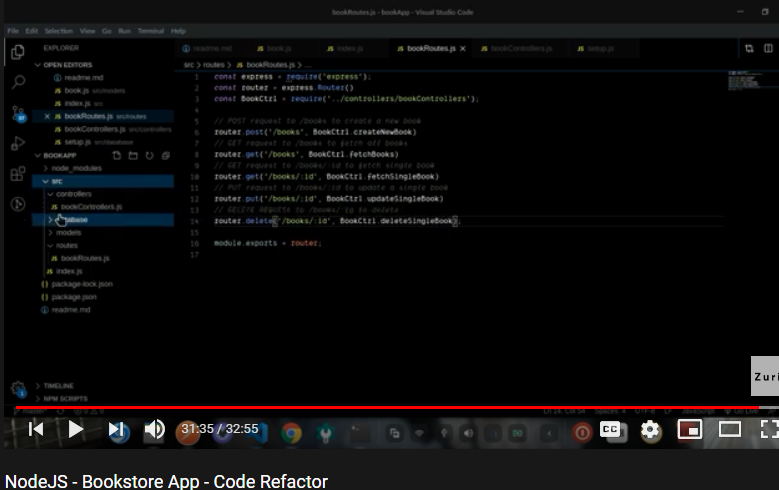 bookRoutes.js - bookApp - Visual Studio Code
File Edit Selection View Go Run Terminal Help
EXPLORER
OPEN EDITORS
readme.md
JS book.js src/models
JS index.js src
JS bookRoutes.js src/routes
JS bookControllers.js src/controllers
JS setup.js src/database
BOOKAPP
node_modules
src
controllers
JS bookControllers.js
models
routes
JS bookRoutes.js
JS index.js
{} package-lock.json
{} package.json
readme.md
TIMELINE
NPM SCRIPTS
readme.md JS book.js JS index.js JS bookRoutes.js JS bookControllers.js JS setup.js
src > routes > JS bookRoutes.js > ...
1 const express = require('express');
2 const router = express.Router()
3 const BookCtrl = require('../controllers/bookControllers');
4
5 // POST request to /books to create a new book
6 router.post('/books', BookCtrl.createNewBook)
7 // GET request to /books to fetch all books
8 router.get('/books', BookCtrl.fetchBooks)
9 // GET request to /books/:id to fetch single book
10 router.get('/books/:id', BookCtrl.fetchSingleBook)
11 // PUT request to /books/:id to update a single book
12 router.put('/books/:id', BookCtrl.updateSingleBook)
13 // DELETE request to /books/:id to delete
14 router.delete('/books/:id', BookCtrl.deleteSingleBook);
15
16 module.exports = router;
17
Zuri
31:35 / 32:55
CC
NodeJS - Bookstore App - Code Refactor